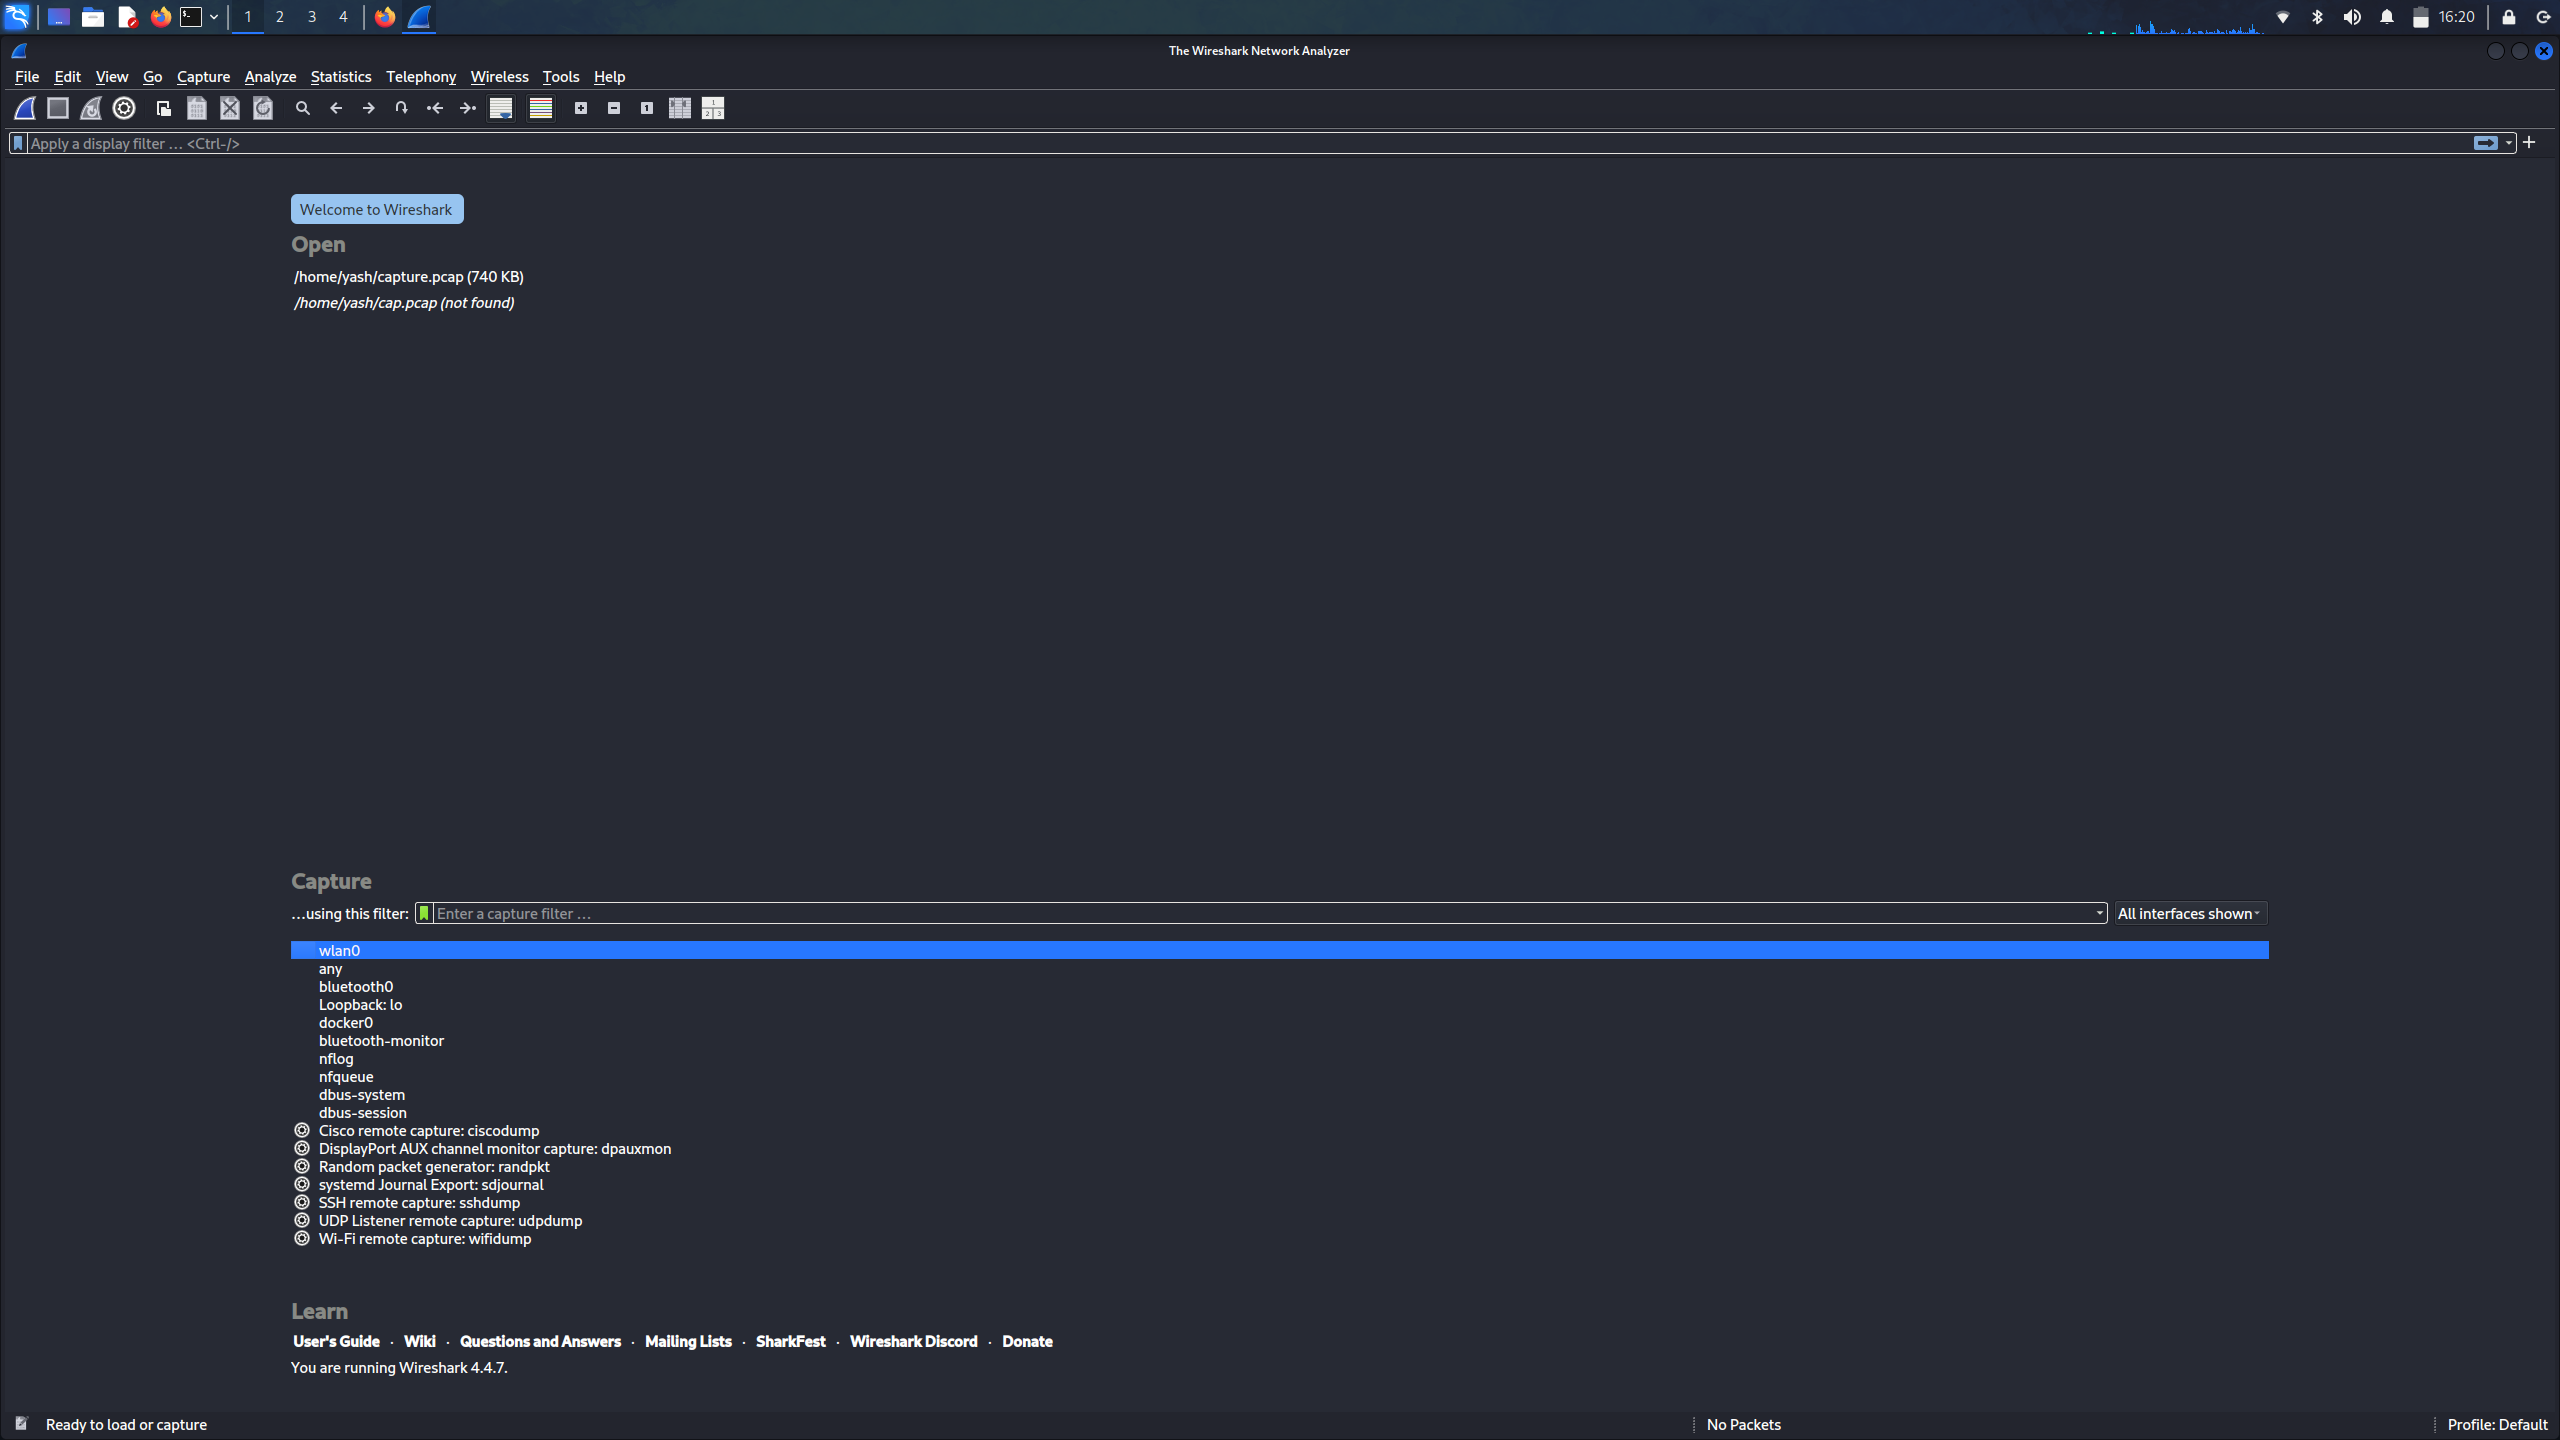 1 2 3 4 16:20
The Wireshark Network Analyzer
File Edit View Go Capture Analyze Statistics Telephony Wireless Tools Help
Apply a display filter … <Ctrl-/>
Welcome to Wireshark
Open
/home/yash/capture.pcap (740 KB)
/home/yash/cap.pcap (not found)
Capture
…using this filter: Enter a capture filter … All interfaces shown
wlan0
any
bluetooth0
Loopback: lo
docker0
bluetooth-monitor
nflog
nfqueue
dbus-system
dbus-session
Cisco remote capture: ciscodump
DisplayPort AUX channel monitor capture: dpauxmon
Random packet generator: randpkt
systemd Journal Export: sdjournal
SSH remote capture: sshdump
UDP Listener remote capture: udpdump
Wi-Fi remote capture: wifidump
Learn
User's Guide · Wiki · Questions and Answers · Mailing Lists · SharkFest · Wireshark Discord · Donate
You are running Wireshark 4.4.7.
Ready to load or capture No Packets Profile: Default